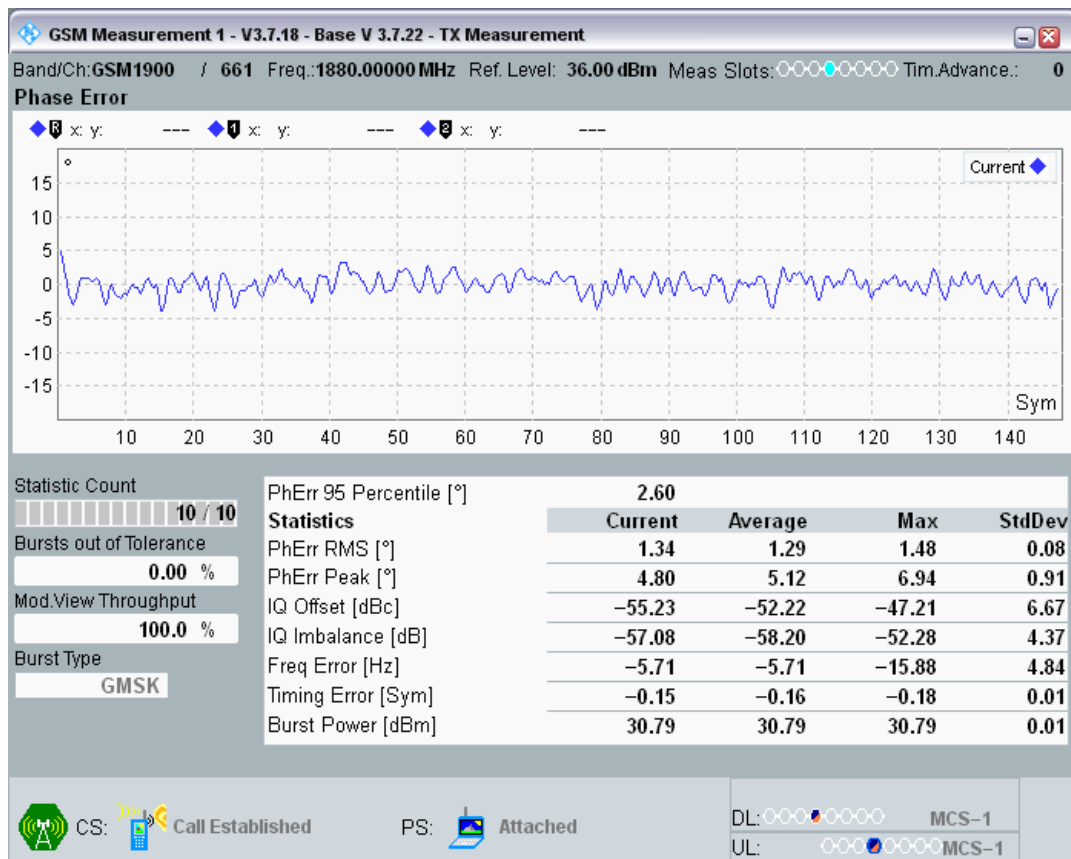 GSM Measurement 1 - V3.7.18 - Base V 3.7.22 - TX Measurement
Band/Ch:GSM1900 / 661 Freq.:1880.00000 MHz Ref. Level: 36.00 dBm Meas Slots: Tim.Advance.: 0
Phase Error
R x: y: --- 1 x: y: --- 2 x: y: ---
°
Current
15
10
5
0
-5
-10
-15
Sym
10 20 30 40 50 60 70 80 90 100 110 120 130 140
Statistic Count
10 / 10
Bursts out of Tolerance
0.00 %
Mod.View Throughput
100.0 %
Burst Type
GMSK
PhErr 95 Percentile [°] 2.60
Statistics Current Average Max StdDev
PhErr RMS [°] 1.34 1.29 1.48 0.08
PhErr Peak [°] 4.80 5.12 6.94 0.91
IQ Offset [dBc] −55.23 −52.22 −47.21 6.67
IQ Imbalance [dB] −57.08 −58.20 −52.28 4.37
Freq Error [Hz] −5.71 −5.71 −15.88 4.84
Timing Error [Sym] −0.15 −0.16 −0.18 0.01
Burst Power [dBm] 30.79 30.79 30.79 0.01
CS: Call Established PS: Attached
DL: MCS−1
UL: MCS−1